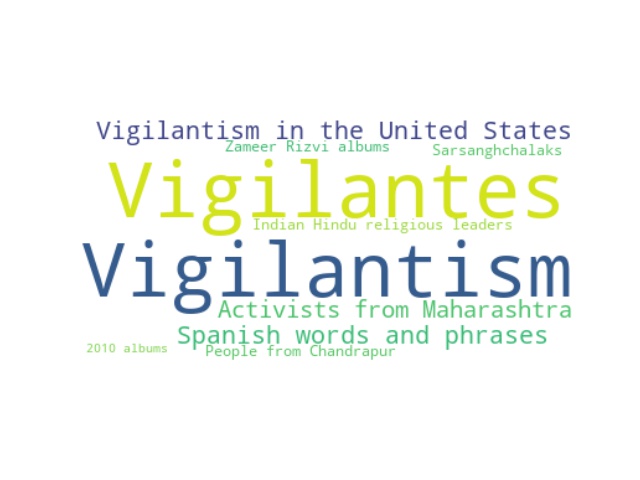 Vigilantism in the United States
Zameer Rizvi albums
Sarsanghchalaks
Vigilantes
Indian Hindu religious leaders
Vigilantism
Activists from Maharashtra
Spanish words and phrases
2010 albums
People from Chandrapur